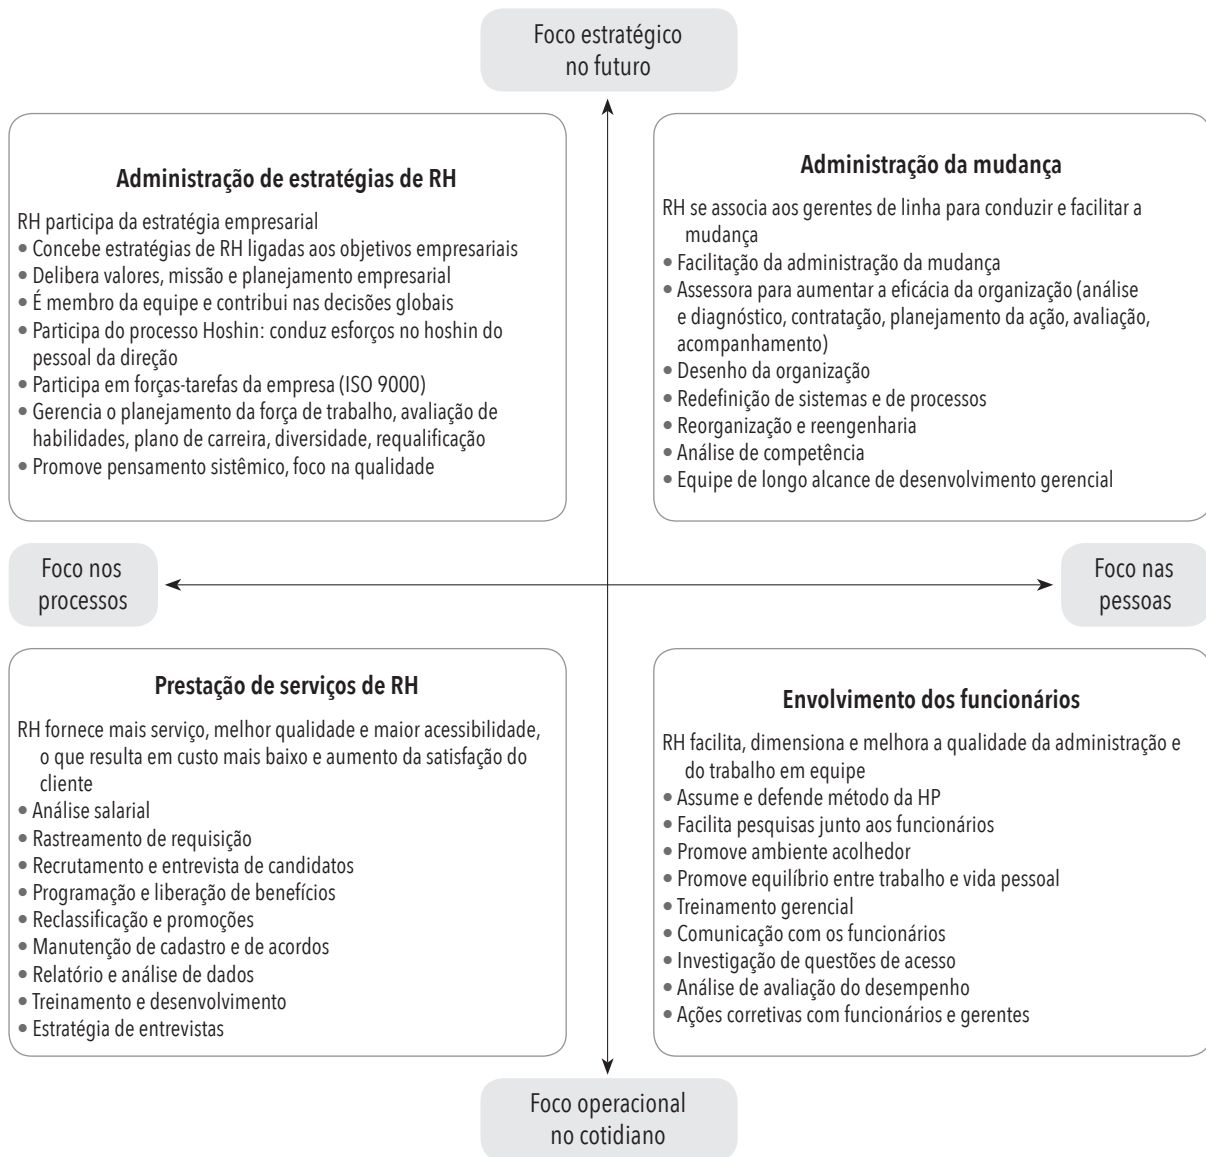 Foco estratégico
no futuro
Administração de estratégias de RH
RH participa da estratégia empresarial
• Concebe estratégias de RH ligadas aos objetivos empresariais
• Delibera valores, missão e planejamento empresarial
• É membro da equipe e contribui nas decisões globais
• Participa do processo Hoshin: conduz esforços no hoshin do
pessoal da direção
• Participa em forças-tarefas da empresa (ISO 9000)
• Gerencia o planejamento da força de trabalho, avaliação de
habilidades, plano de carreira, diversidade, requalificação
• Promove pensamento sistêmico, foco na qualidade
Administração da mudança
RH se associa aos gerentes de linha para conduzir e facilitar a
mudança
• Facilitação da administração da mudança
• Assessora para aumentar a eficácia da organização (análise
e diagnóstico, contratação, planejamento da ação, avaliação,
acompanhamento)
• Desenho da organização
• Redefinição de sistemas e de processos
• Reorganização e reengenharia
• Análise de competência
• Equipe de longo alcance de desenvolvimento gerencial
Foco nos
processos
Foco nas
pessoas
Prestação de serviços de RH
RH fornece mais serviço, melhor qualidade e maior acessibilidade,
o que resulta em custo mais baixo e aumento da satisfação do
cliente
• Análise salarial
• Rastreamento de requisição
• Recrutamento e entrevista de candidatos
• Programação e liberação de benefícios
• Reclassificação e promoções
• Manutenção de cadastro e de acordos
• Relatório e análise de dados
• Treinamento e desenvolvimento
• Estratégia de entrevistas
Envolvimento dos funcionários
RH facilita, dimensiona e melhora a qualidade da administração e
do trabalho em equipe
• Assume e defende método da HP
• Facilita pesquisas junto aos funcionários
• Promove ambiente acolhedor
• Promove equilíbrio entre trabalho e vida pessoal
• Treinamento gerencial
• Comunicação com os funcionários
• Investigação de questões de acesso
• Análise de avaliação do desempenho
• Ações corretivas com funcionários e gerentes
Foco operacional
no cotidiano